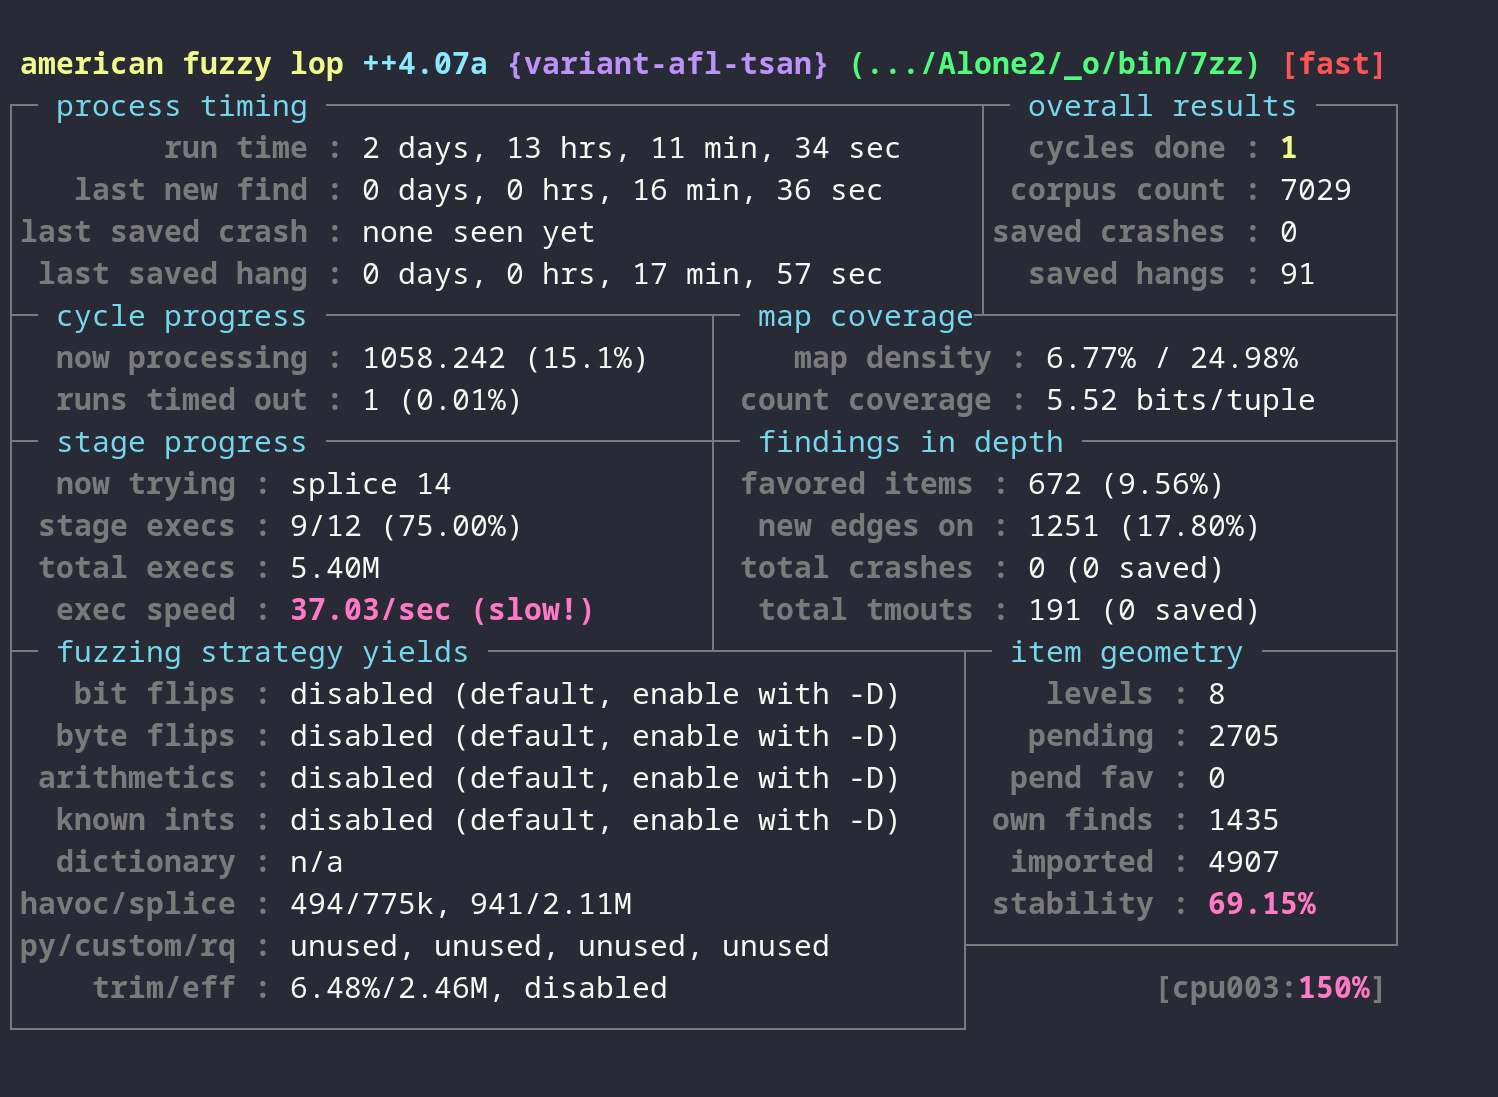 american fuzzy lop ++4.07a {variant-afl-tsan} (.../Alone2/_o/bin/7zz) [fast]
process timing overall results
run time : 2 days, 13 hrs, 11 min, 34 sec cycles done : 1
last new find : 0 days, 0 hrs, 16 min, 36 sec corpus count : 7029
last saved crash : none seen yet saved crashes : 0
last saved hang : 0 days, 0 hrs, 17 min, 57 sec saved hangs : 91
cycle progress map coverage
now processing : 1058.242 (15.1%) map density : 6.77% / 24.98%
runs timed out : 1 (0.01%) count coverage : 5.52 bits/tuple
stage progress findings in depth
now trying : splice 14 favored items : 672 (9.56%)
stage execs : 9/12 (75.00%) new edges on : 1251 (17.80%)
total execs : 5.40M total crashes : 0 (0 saved)
exec speed : 37.03/sec (slow!) total tmouts : 191 (0 saved)
fuzzing strategy yields item geometry
bit flips : disabled (default, enable with -D) levels : 8
byte flips : disabled (default, enable with -D) pending : 2705
arithmetics : disabled (default, enable with -D) pend fav : 0
known ints : disabled (default, enable with -D) own finds : 1435
dictionary : n/a imported : 4907
havoc/splice : 494/775k, 941/2.11M stability : 69.15%
py/custom/rq : unused, unused, unused, unused
trim/eff : 6.48%/2.46M, disabled [cpu003:150%]